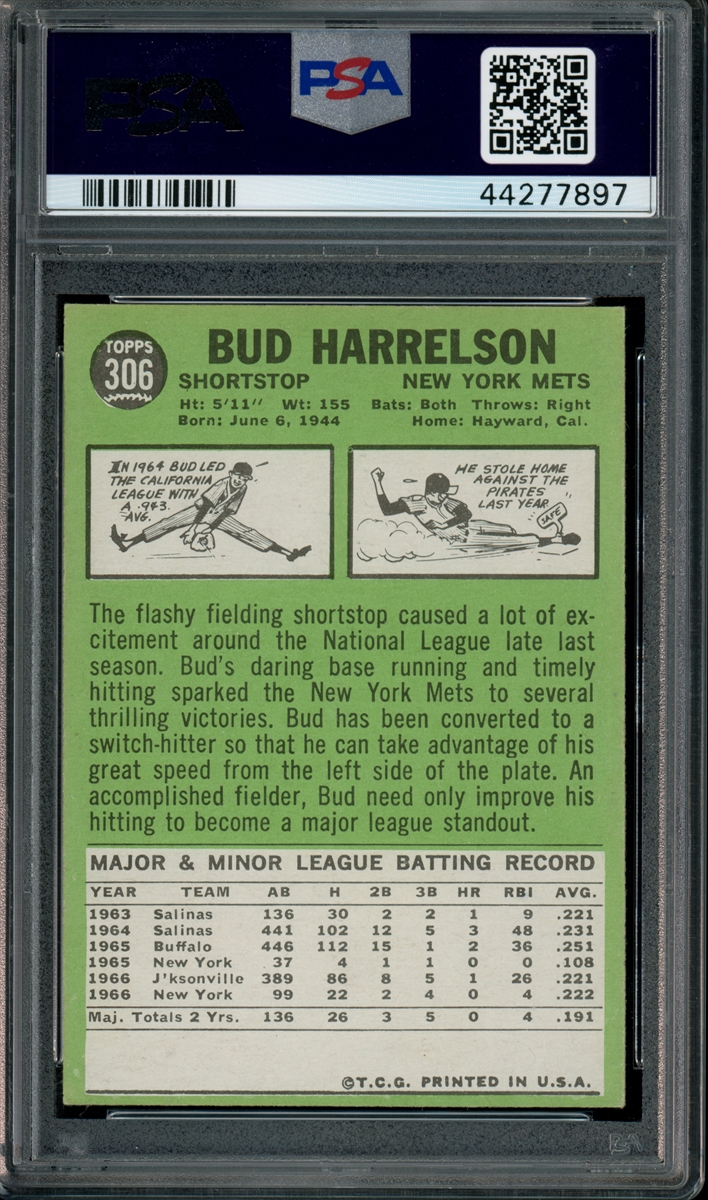 PSA
PSA
44277897
TOPPS
306
BUD HARRELSON
SHORTSTOP NEW YORK METS
Ht: 5'11" Wt: 155 Bats: Both Throws: Right
Born: June 6, 1944 Home: Hayward, Cal.
IN 1964 BUD LED
THE CALIFORNIA
LEAGUE WITH
A .943
AVG.
HE STOLE HOME
AGAINST THE
PIRATES
LAST YEAR
SAFE
The flashy fielding shortstop caused a lot of ex-
citement around the National League late last
season. Bud's daring base running and timely
hitting sparked the New York Mets to several
thrilling victories. Bud has been converted to a
switch-hitter so that he can take advantage of his
great speed from the left side of the plate. An
accomplished fielder, Bud need only improve his
hitting to become a major league standout.
MAJOR & MINOR LEAGUE BATTING RECORD
YEAR TEAM AB H 2B 3B HR RBI AVG.
1963 Salinas 136 30 2 2 1 9 .221
1964 Salinas 441 102 12 5 3 48 .231
1965 Buffalo 446 112 15 1 2 36 .251
1965 New York 37 4 1 1 0 0 .108
1966 J'ksonville 389 86 8 5 1 26 .221
1966 New York 99 22 2 4 0 4 .222
Maj. Totals 2 Yrs. 136 26 3 5 0 4 .191
©T.C.G. PRINTED IN U.S.A.